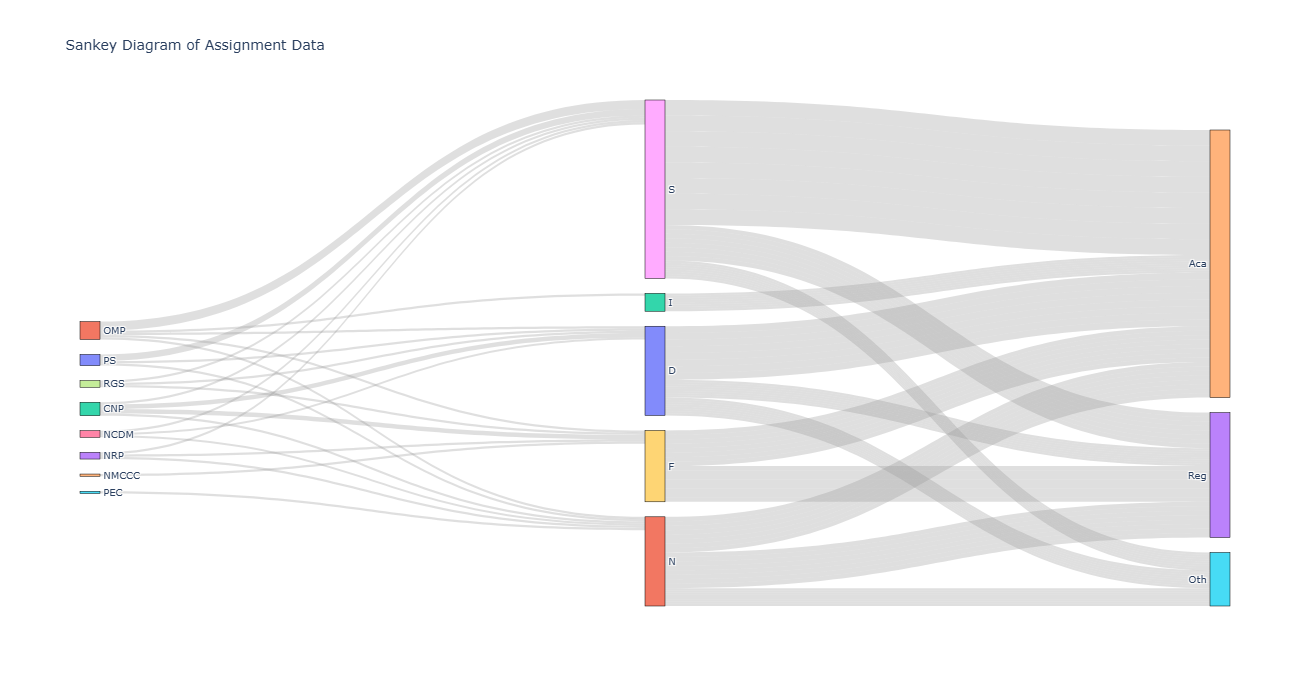 Sankey Diagram of Assignment Data
OMP
PS
RGS
CNP
NCDM
NRP
NMCCC
PEC
S
I
D
F
N
Aca
Reg
Oth